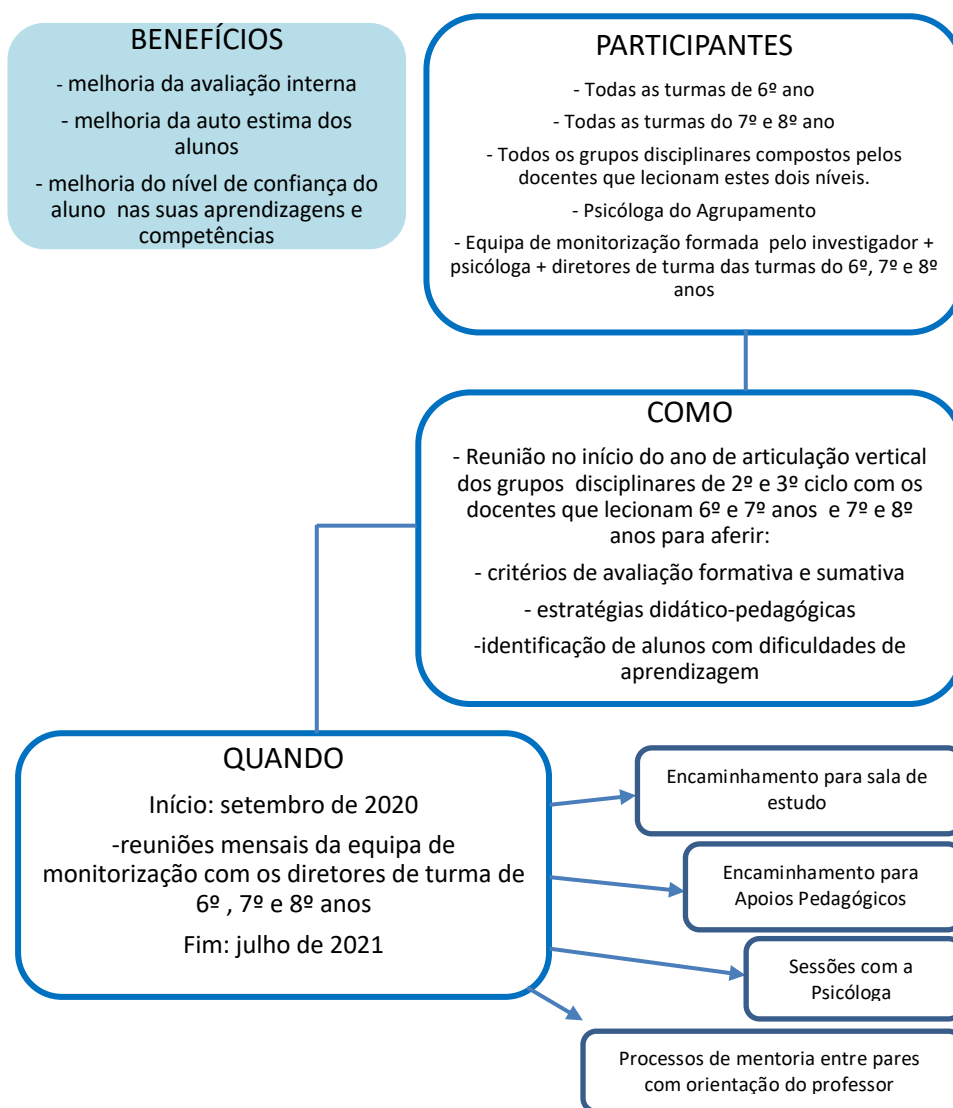 BENEFÍCIOS
- melhoria da avaliação interna
- melhoria da auto estima dos
alunos
- melhoria do nível de confiança do
aluno nas suas aprendizagens e
competências
PARTICIPANTES
- Todas as turmas de 6º ano
- Todas as turmas do 7º e 8º ano
- Todos os grupos disciplinares compostos pelos
docentes que lecionam estes dois níveis.
- Psicóloga do Agrupamento
- Equipa de monitorização formada pelo investigador +
psicóloga + diretores de turma das turmas do 6º, 7º e 8º
anos
COMO
- Reunião no início do ano de articulação vertical
dos grupos disciplinares de 2º e 3º ciclo com os
docentes que lecionam 6º e 7º anos e 7º e 8º
anos para aferir:
- critérios de avaliação formativa e sumativa
- estratégias didático-pedagógicas
-identificação de alunos com dificuldades de
aprendizagem
QUANDO
Início: setembro de 2020
-reuniões mensais da equipa de
monitorização com os diretores de turma de
6º , 7º e 8º anos
Fim: julho de 2021
Encaminhamento para sala de
estudo
Encaminhamento para
Apoios Pedagógicos
Sessões com a
Psicóloga
Processos de mentoria entre pares
com orientação do professor